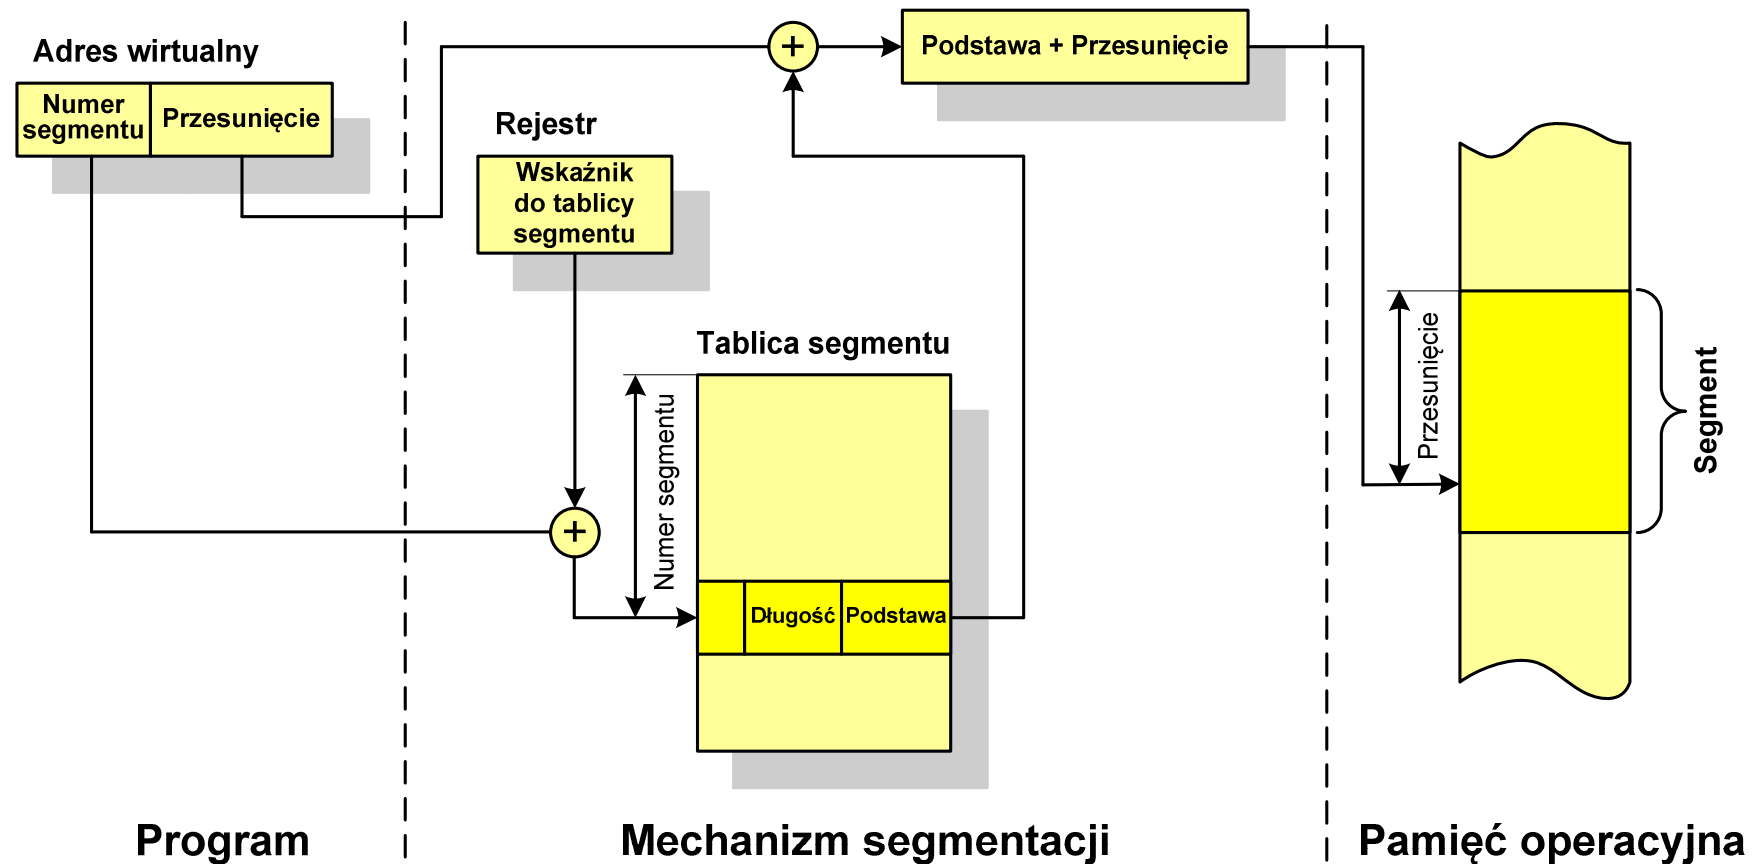 Adres wirtualny
Numer
segmentu
Przesunięcie
Rejestr
Wskaźnik
do tablicy
segmentu
+
Podstawa + Przesunięcie
Tablica segmentu
Numer segmentu
+
Długość
Podstawa
Przesunięcie
Segment
Program
Mechanizm segmentacji
Pamięć operacyjna